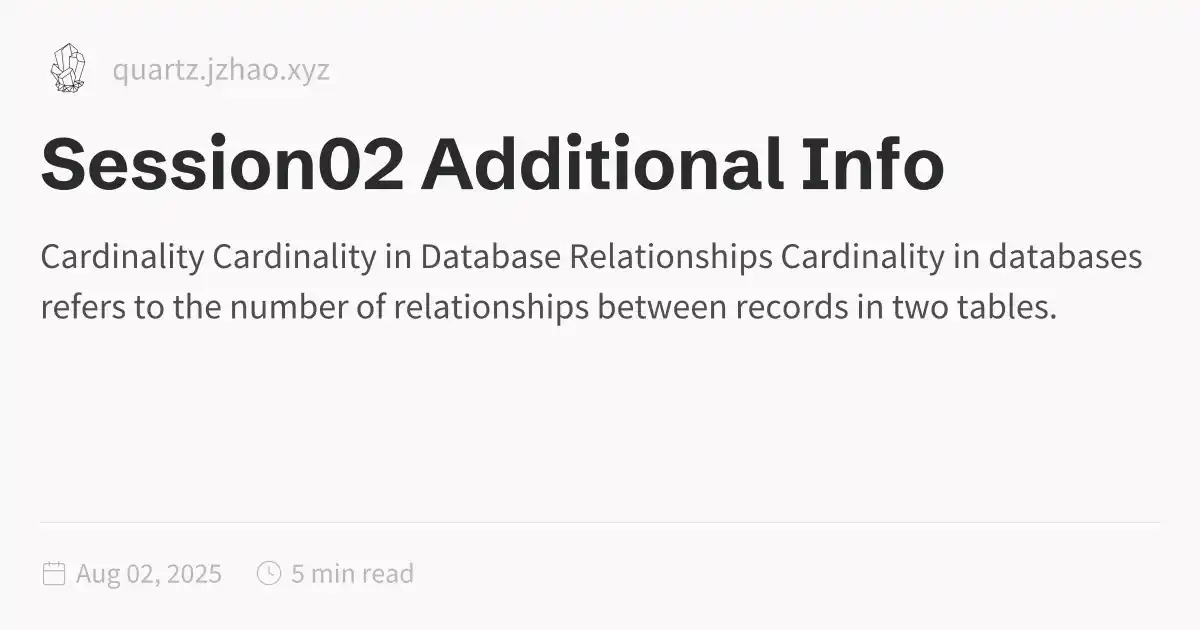 quartz.jzhao.xyz
Session02 Additional Info
Cardinality Cardinality in Database Relationships Cardinality in databases
refers to the number of relationships between records in two tables.
Aug 02, 2025 5 min read